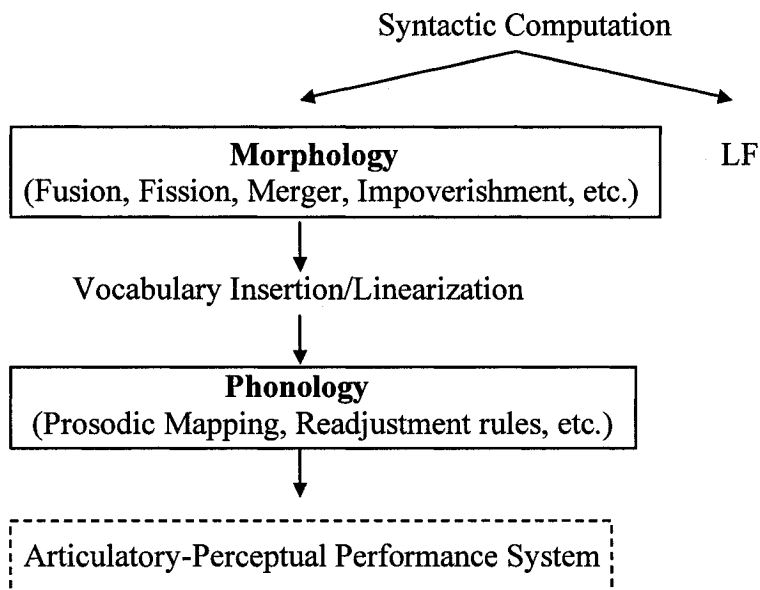 Syntactic Computation
Morphology
LF
(Fusion, Fission, Merger, Impoverishment, etc.)
Vocabulary Insertion/Linearization
Phonology
(Prosodic Mapping, Readjustment rules, etc.)
Articulatory-Perceptual Performance System